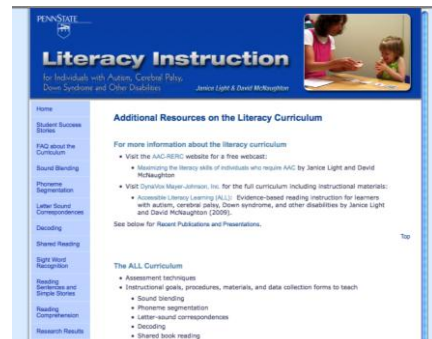 PENNSTATE
Literacy Instruction
for Individuals with Autism, Cerebral Palsy,
Down Syndrome and Other Disabilities
Janice Light & David McNaughton
Home
Student Success
Stories
FAQ about the
Curriculum
Sound Blending
Phoneme
Segmentation
Letter Sound
Correspondences
Decoding
Shared Reading
Sight Word
Recognition
Reading
Sentences and
Simple Stories
Reading
Comprehension
Research Results
Additional Resources on the Literacy Curriculum
For more information about the literacy curriculum
• Visit the AAC-RERC website for a free webcast:
• Maximizing the literacy skills of individuals who require AAC by Janice Light and David
McNaughton
• Visit DynaVox Mayer-Johnson, Inc. for the full curriculum including instructional materials:
• Accessible Literacy Learning (ALL): Evidence-based reading instruction for learners
with autism, cerebral palsy, Down syndrome, and other disabilities by Janice Light
and David McNaughton (2009).
See below for Recent Publications and Presentations.
Top
The ALL Curriculum
• Assessment techniques
• Instructional goals, procedures, materials, and data collection forms to teach
• Sound blending
• Phoneme segmentation
• Letter-sound correspondences
• Decoding
• Shared book reading